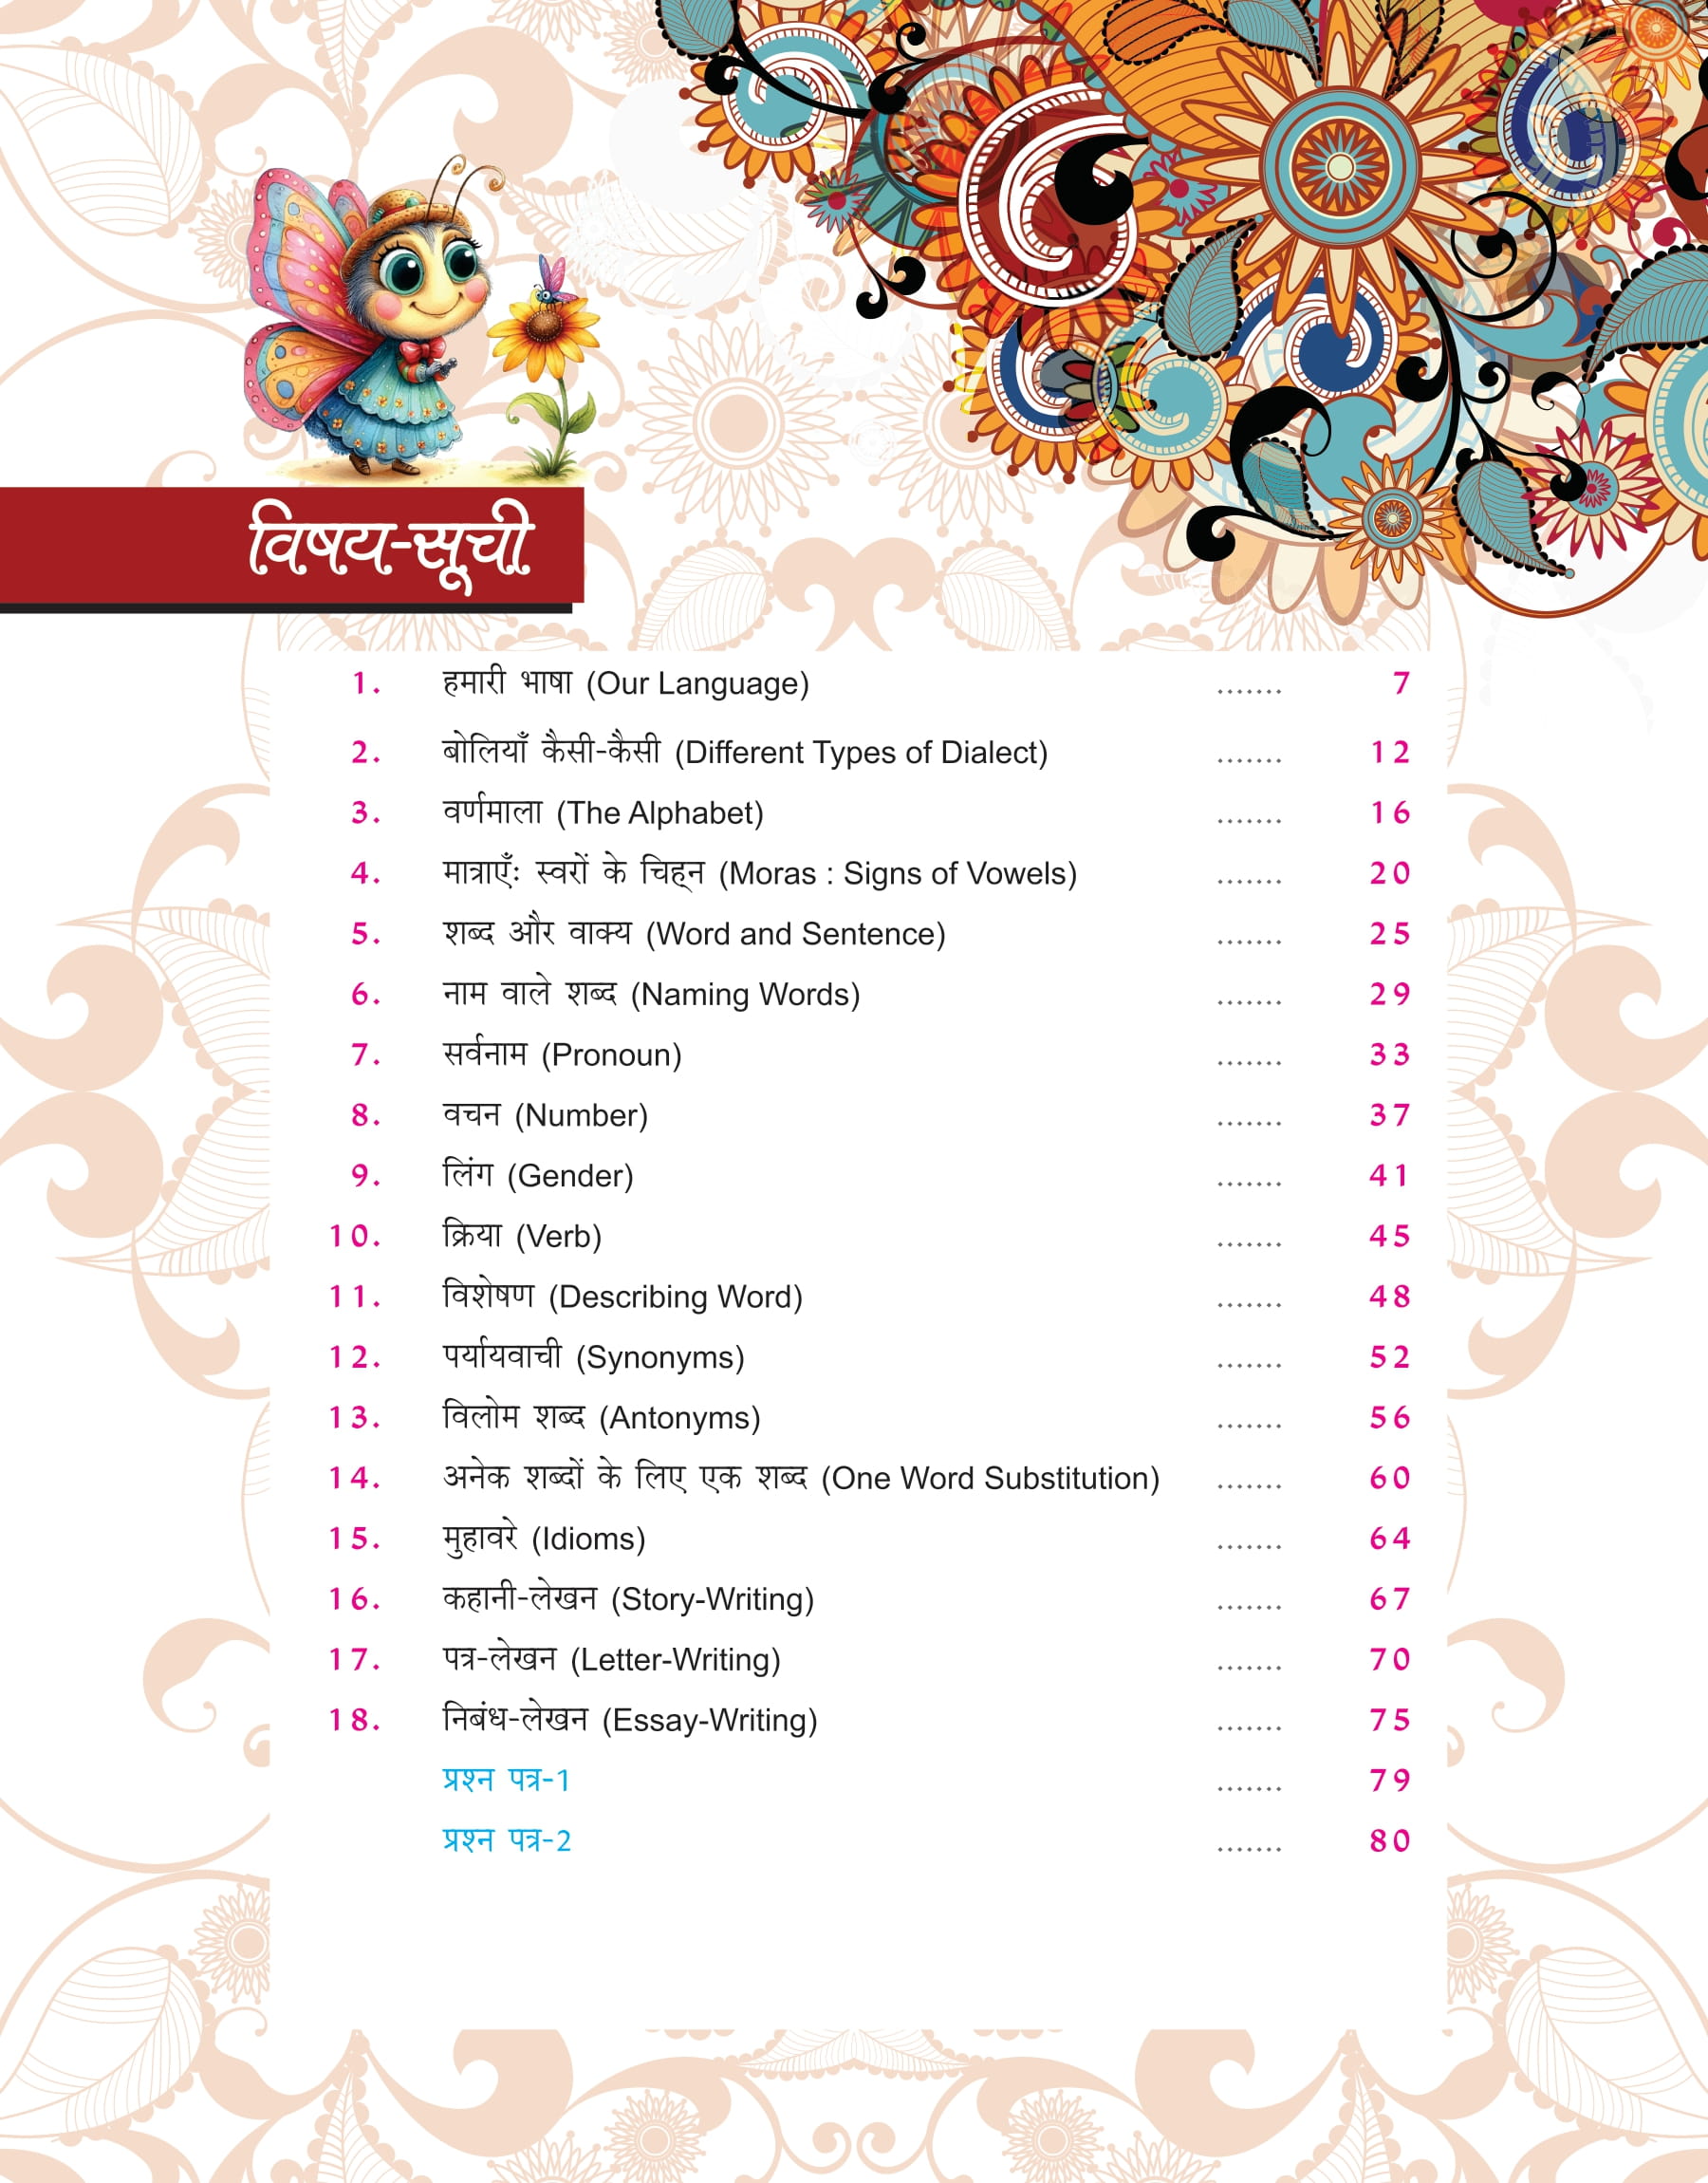 विषय-सूची
1. हमारी भाषा (Our Language) ....... 7
2. बोलियाँ कैसी-कैसी (Different Types of Dialect) ....... 12
3. वर्णमाला (The Alphabet) ....... 16
4. मात्राएँः स्वरों के चिह्‌न (Moras : Signs of Vowels) ....... 20
5. शब्द और वाक्य (Word and Sentence) ....... 25
6. नाम वाले शब्द (Naming Words) ....... 29
7. सर्वनाम (Pronoun) ....... 33
8. वचन (Number) ....... 37
9. लिंग (Gender) ....... 41
10. क्रिया (Verb) ....... 45
11. विशेषण (Describing Word) ....... 48
12. पर्यायवाची (Synonyms) ....... 52
13. विलोम शब्द (Antonyms) ....... 56
14. अनेक शब्दों के लिए एक शब्द (One Word Substitution) ....... 60
15. मुहावरे (Idioms) ....... 64
16. कहानी-लेखन (Story-Writing) ....... 67
17. पत्र-लेखन (Letter-Writing) ....... 70
18. निबंध-लेखन (Essay-Writing) ....... 75
प्रश्न पत्र-1 ....... 79
प्रश्न पत्र-2 ....... 80